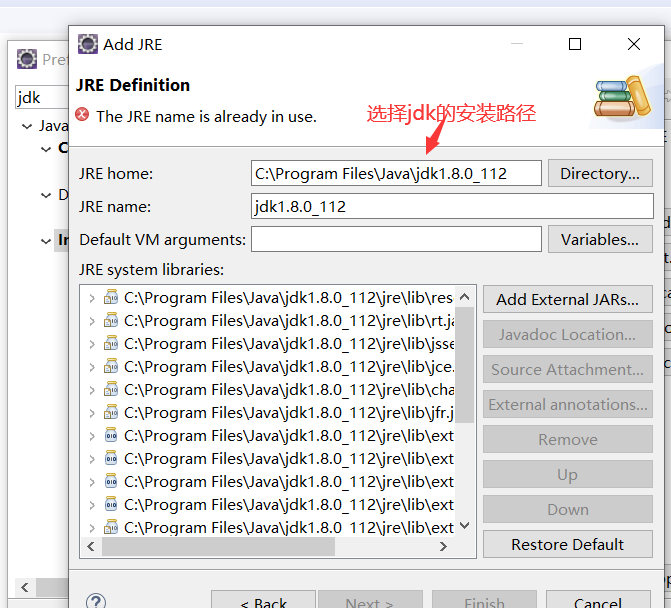 Add JRE
Pref
jdk
JRE Definition
The JRE name is already in use.
选择jdk的安装路径
Java
JRE home:
C:\Program Files\Java\jdk1.8.0_112
Directory...
JRE name:
jdk1.8.0_112
Default VM arguments:
Variables...
JRE system libraries:
C:\Program Files\Java\jdk1.8.0_112\jre\lib\res
C:\Program Files\Java\jdk1.8.0_112\jre\lib\rt.ja
C:\Program Files\Java\jdk1.8.0_112\jre\lib\jsse
C:\Program Files\Java\jdk1.8.0_112\jre\lib\jce.
C:\Program Files\Java\jdk1.8.0_112\jre\lib\cha
C:\Program Files\Java\jdk1.8.0_112\jre\lib\jfr.j
C:\Program Files\Java\jdk1.8.0_112\jre\lib\ext
C:\Program Files\Java\jdk1.8.0_112\jre\lib\ext
C:\Program Files\Java\jdk1.8.0_112\jre\lib\ext
C:\Program Files\Java\jdk1.8.0_112\jre\lib\ext
C:\Program Files\Java\jdk1.8.0_112\jre\lib\ext
Add External JARs...
Javadoc Location...
Source Attachment...
External annotations...
Remove
Up
Down
Restore Default
< Back
Next >
Finish
Cancel